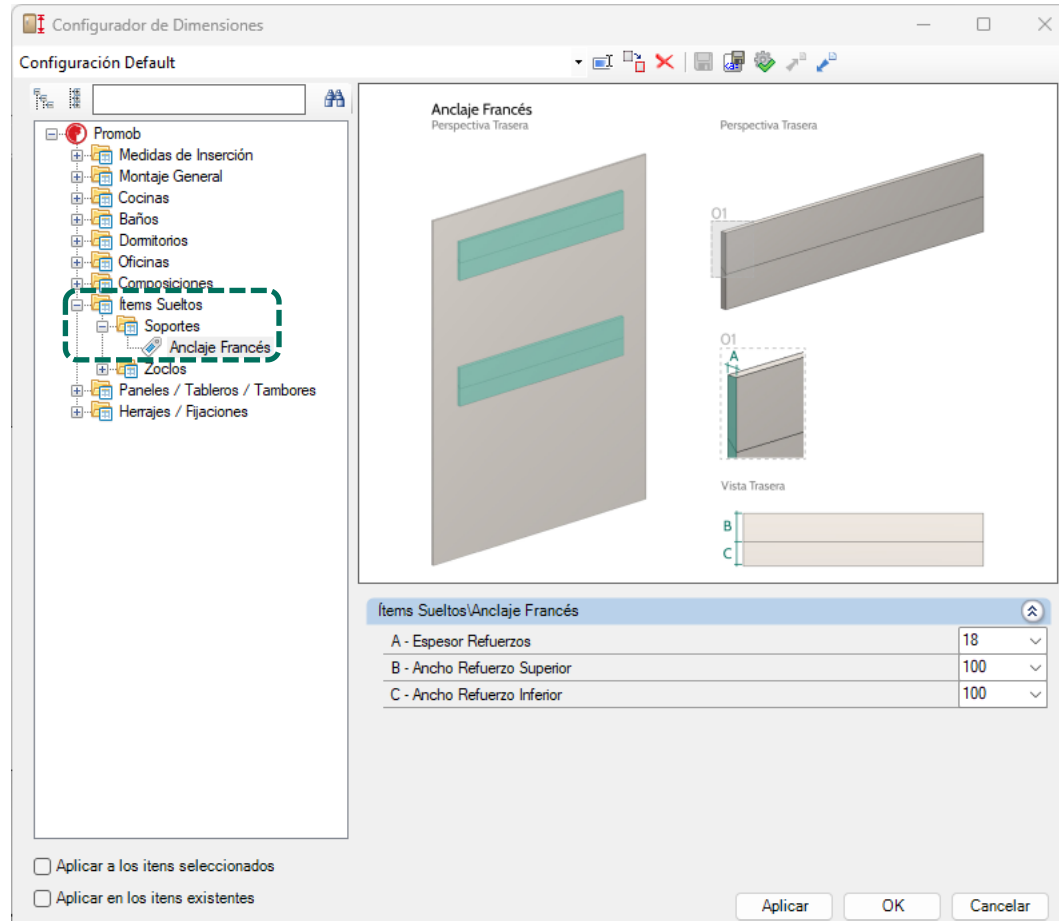 Configurador de Dimensiones
Configuración Default
Promob
Medidas de Inserción
Montaje General
Cocinas
Baños
Dormitorios
Oficinas
Composiciones
Ítems Sueltos
Soportes
Anclaje Francés
Zoclos
Paneles / Tableros / Tambores
Herrajes / Fijaciones
Anclaje Francés
Perspectiva Trasera
Perspectiva Trasera
01
01
A
Vista Trasera
B
C
Ítems Sueltos\Anclaje Francés
A - Espesor Refuerzos 18
B - Ancho Refuerzo Superior 100
C - Ancho Refuerzo Inferior 100
Aplicar a los itens seleccionados
Aplicar en los itens existentes
Aplicar OK Cancelar